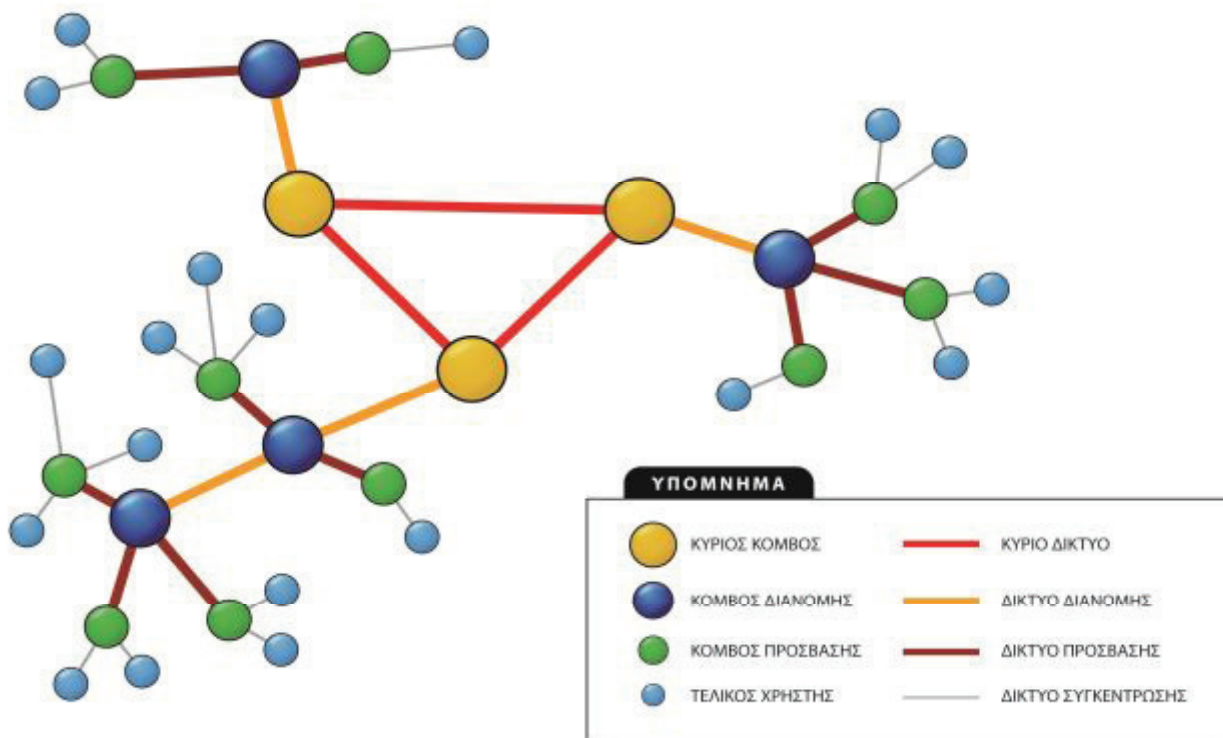 ΥΠΟΜΝΗΜΑ
ΚΥΡΙΟΣ ΚΟΜΒΟΣ
ΚΥΡΙΟ ΔΙΚΤΥΟ
ΚΟΜΒΟΣ ΔΙΑΝΟΜΗΣ
ΔΙΚΤΥΟ ΔΙΑΝΟΜΗΣ
ΚΟΜΒΟΣ ΠΡΟΣΒΑΣΗΣ
ΔΙΚΤΥΟ ΠΡΟΣΒΑΣΗΣ
ΤΕΛΙΚΟΣ ΧΡΗΣΤΗΣ
ΔΙΚΤΥΟ ΣΥΓΚΕΝΤΡΩΣΗΣ